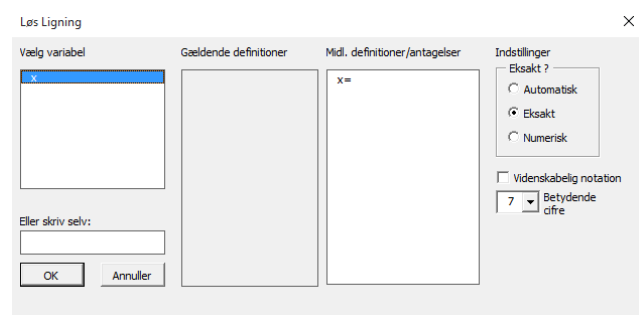 Løs Ligning
Vælg variabel
x
Eller skriv selv:
OK
Annuller
Gældende definitioner
Midl. definitioner/antagelser
x=
Indstillinger
Eksakt ?
Automatisk
Eksakt
Numerisk
Videnskabelig notation
7
Betydende
cifre